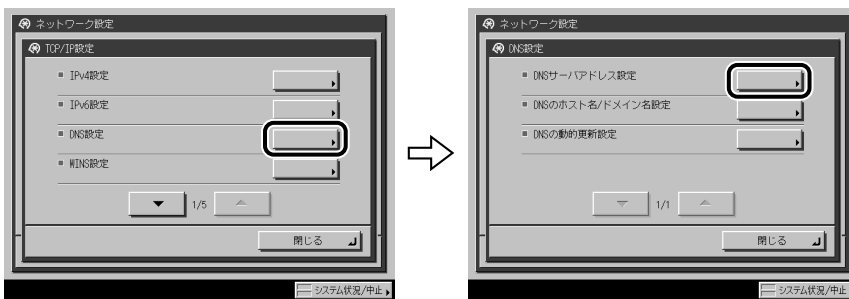 ネットワーク設定
TCP/IP設定
IPv4設定
IPv6設定
DNS設定
WINS設定
1/5
閉じる
システム状況/中止
ネットワーク設定
DNS設定
DNSサーバアドレス設定
DNSのホスト名/ドメイン名設定
DNSの動的更新設定
1/1
閉じる
システム状況/中止